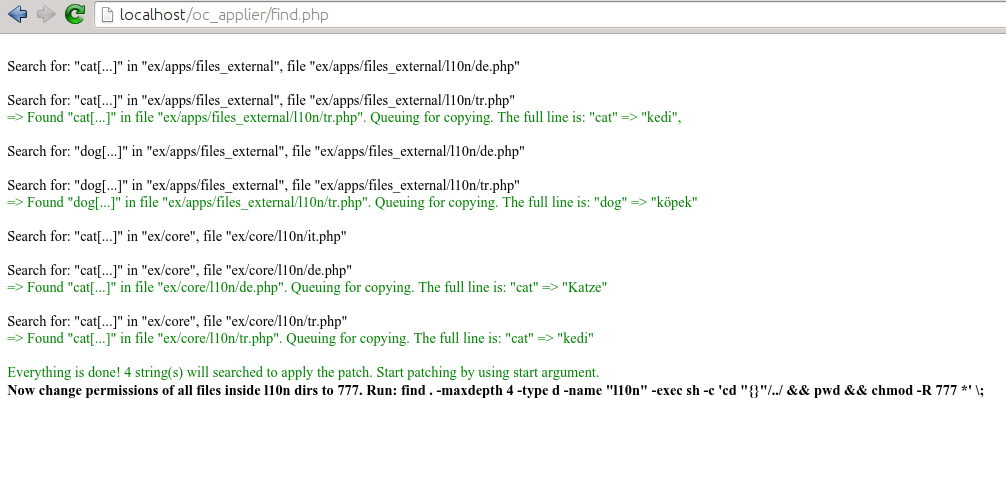 localhost/oc_applier/find.php
Search for: "cat[...]" in "ex/apps/files_external", file "ex/apps/files_external/l10n/de.php"
Search for: "cat[...]" in "ex/apps/files_external", file "ex/apps/files_external/l10n/tr.php"
=> Found "cat[...]" in file "ex/apps/files_external/l10n/tr.php". Queuing for copying. The full line is: "cat" => "kedi",
Search for: "dog[...]" in "ex/apps/files_external", file "ex/apps/files_external/l10n/de.php"
Search for: "dog[...]" in "ex/apps/files_external", file "ex/apps/files_external/l10n/tr.php"
=> Found "dog[...]" in file "ex/apps/files_external/l10n/tr.php". Queuing for copying. The full line is: "dog" => "köpek"
Search for: "cat[...]" in "ex/core", file "ex/core/l10n/it.php"
Search for: "cat[...]" in "ex/core", file "ex/core/l10n/de.php"
=> Found "cat[...]" in file "ex/core/l10n/de.php". Queuing for copying. The full line is: "cat" => "Katze"
Search for: "cat[...]" in "ex/core", file "ex/core/l10n/tr.php"
=> Found "cat[...]" in file "ex/core/l10n/tr.php". Queuing for copying. The full line is: "cat" => "kedi"
Everything is done! 4 string(s) will searched to apply the patch. Start patching by using start argument.
Now change permissions of all files inside l10n dirs to 777. Run: find . -maxdepth 4 -type d -name "l10n" -exec sh -c 'cd "{}"/../ && pwd && chmod -R 777 *' \;